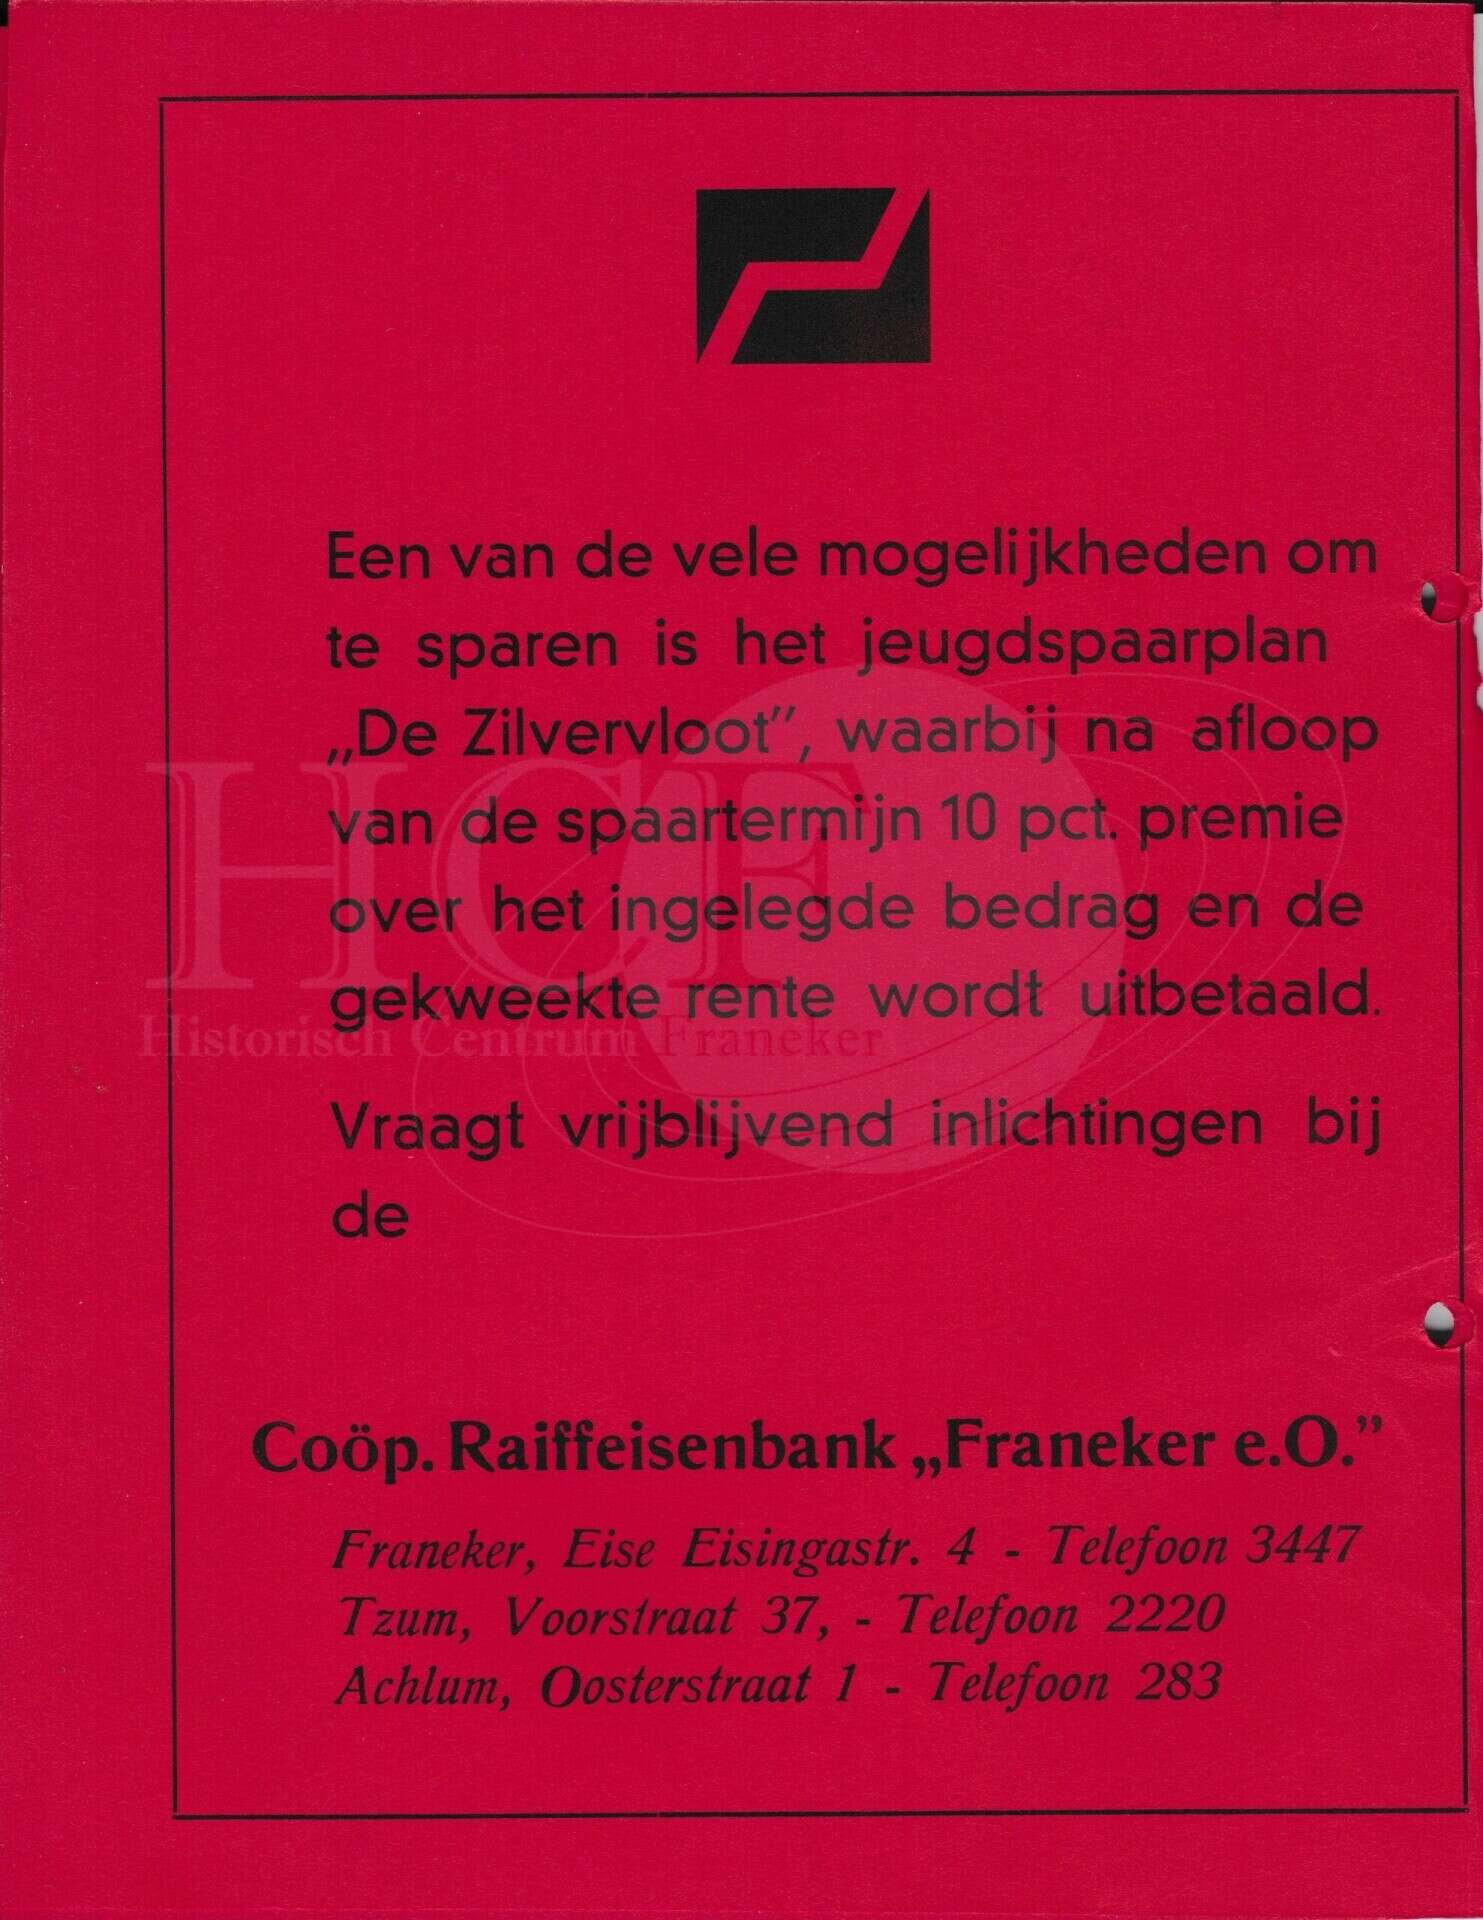 Een van de vele mogelijkheden om
te sparen is het jeugdspaarplan
„De Zilvervloot”, waarbij na afloop
van de spaartermijn 10 pct. premie
over het ingelegde bedrag en de
gekweekte rente wordt uitbetaald.
HCF
Historisch Centrum Franeker
Vraagt vrijblijvend inlichtingen bij
de
Coöp. Raiffeisenbank „Franeker e.O.”
Franeker, Eise Eisingastr. 4 - Telefoon 3447
Tzum, Voorstraat 37, - Telefoon 2220
Achlum, Oosterstraat 1 - Telefoon 283